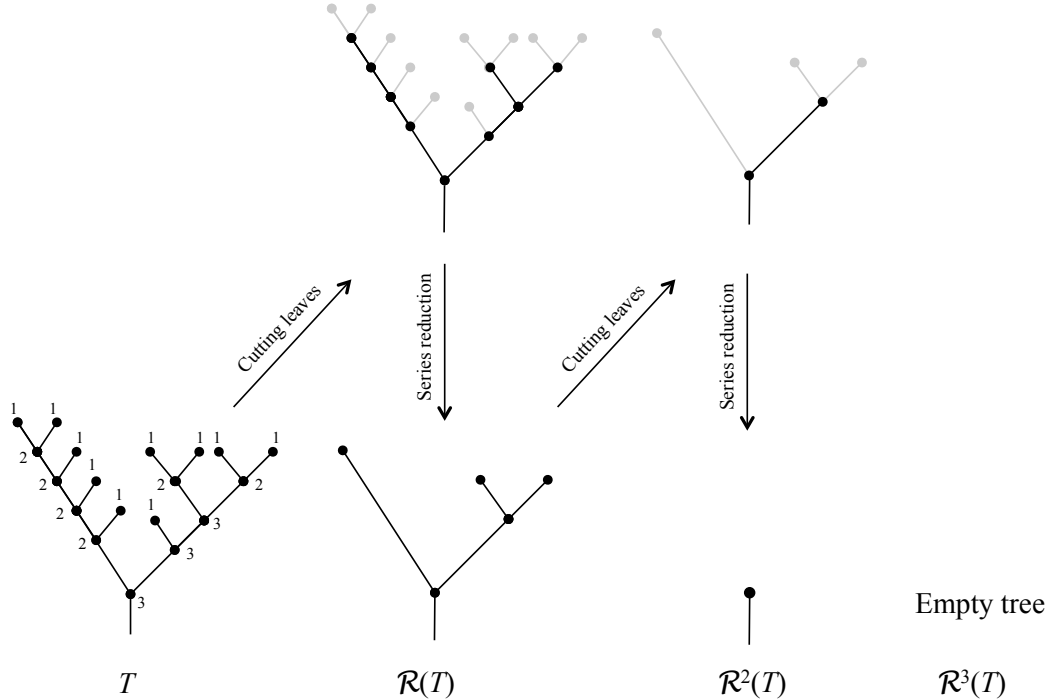 Cutting leaves
Series reduction
Cutting leaves
Series reduction
1 1
2 1 1 1 1 1
2 1 2 2
2 1 1 3
2 3
3
Empty tree
T R(T) R²(T) R³(T)